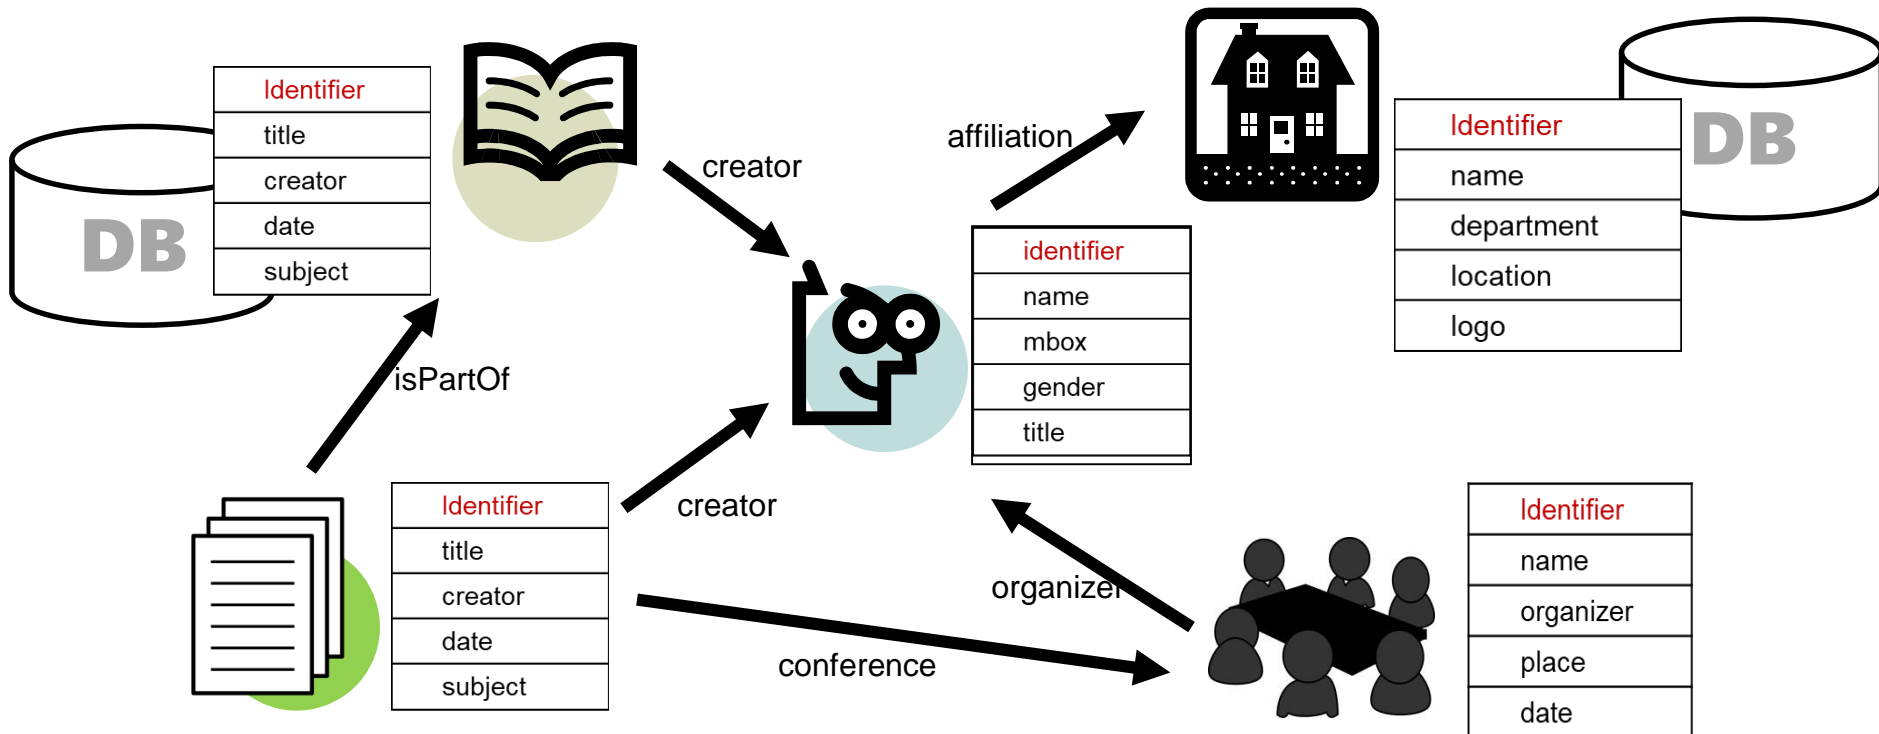 Identifier
title
creator
date
subject
DB
creator
affiliation
Identifier
name
department
location
logo
DB
identifier
name
mbox
gender
title
isPartOf
Identifier
title
creator
date
subject
creator
organizer
conference
Identifier
name
organizer
place
date